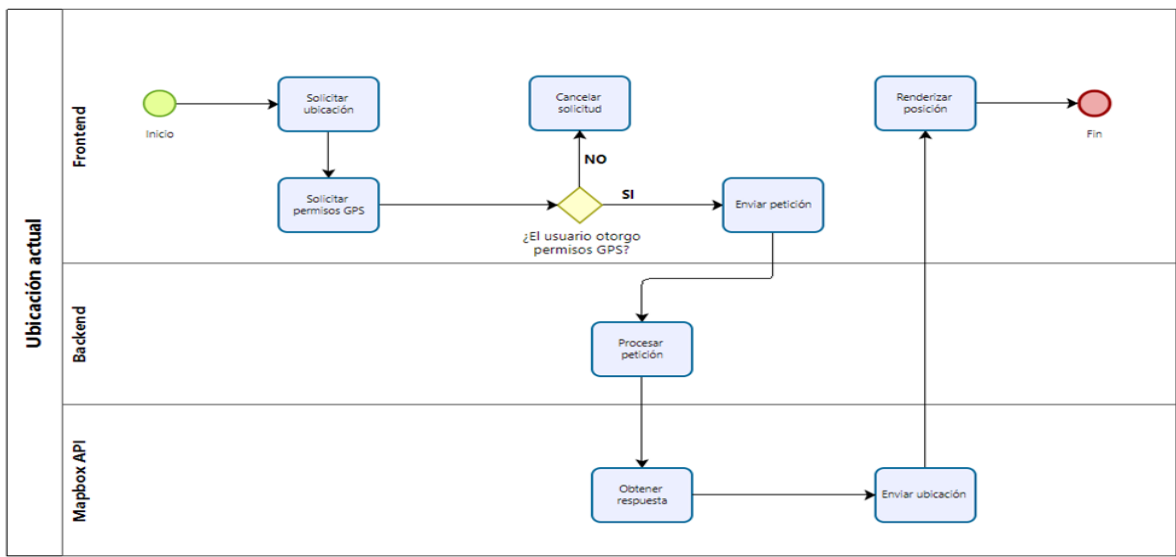 Ubicación actual
Frontend
Inicio
Solicitar
ubicación
Solicitar
permisos GPS
¿El usuario otorgo
permisos GPS?
NO
Cancelar
solicitud
SI
Enviar petición
Renderizar
posición
Fin
Backend
Procesar
petición
Mapbox API
Obtener
respuesta
Enviar ubicación